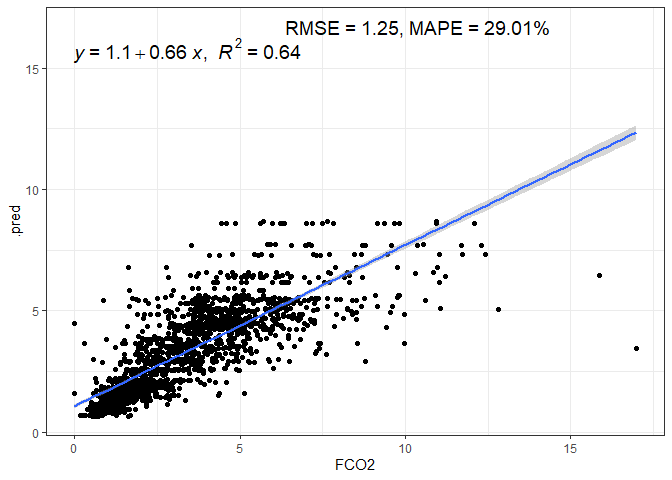 RMSE = 1.25, MAPE = 29.01%
y = 1.1 + 0.66 x, R² = 0.64
15
10
5
0
.pred
0 5 10 15
FCO2